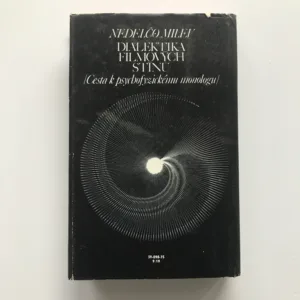 NEDELČO MILEV
DIALEKTIKA
FILMOVÝCH
STÍNŮ
(Cesta k psychofyzickému monologu)